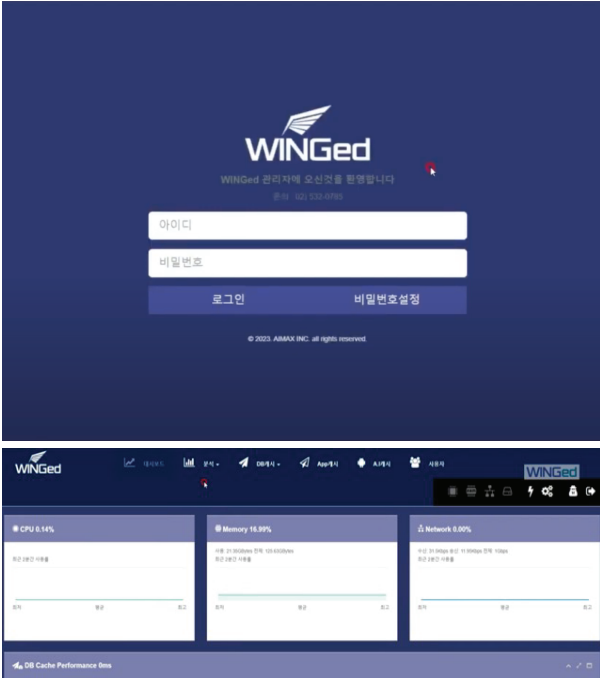 WINGed
WINGed 관리자에 오신것을 환영합니다
문의 : 02) 532-0785
아이디
비밀번호
로그인 비밀번호설정
© 2023. AIMAX INC. all rights reserved.
WINGed 대시보드 분석 DB캐시 App캐시 사용자
WINGed
CPU 0.14% Memory 16.99% Network 0.00%
최근 2분간 사용률
최근 2분간 사용률
최근 2분간 사용률
최저 평균 최고 최저 평균 최고 최저 평균 최고
DB Cache Performance 0ms